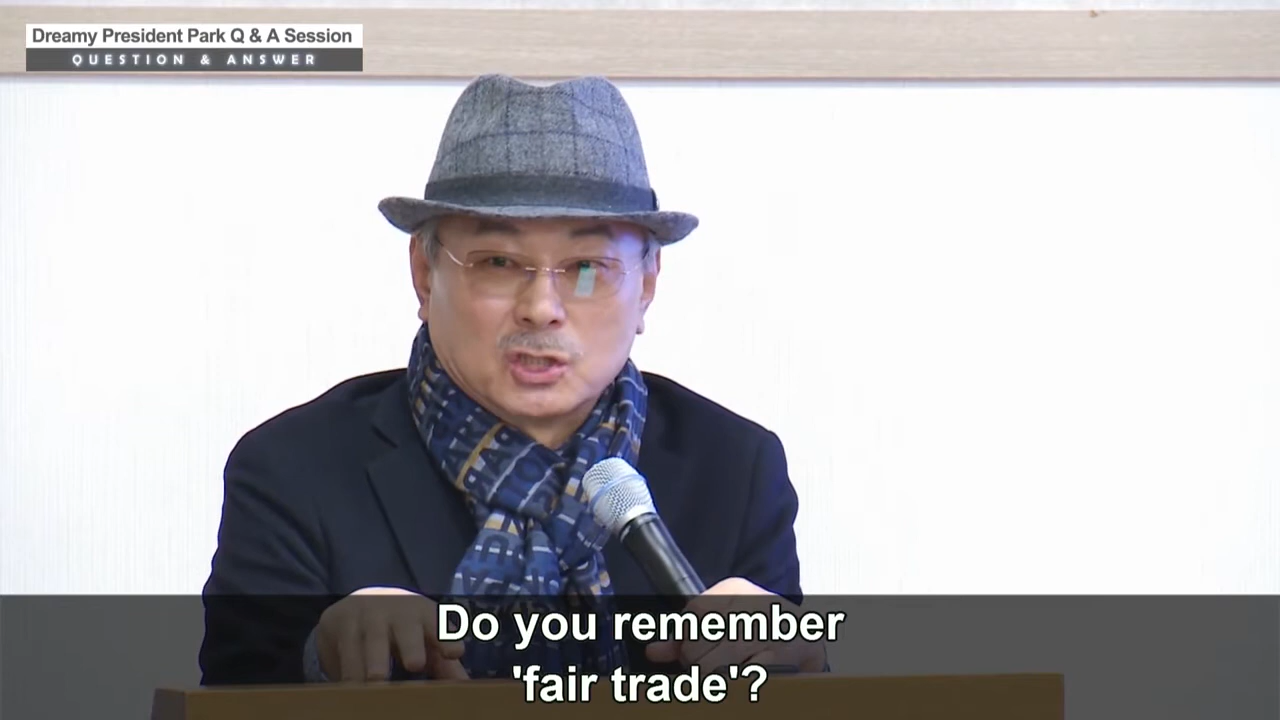 Dreamy President Park Q & A Session
QUESTION & ANSWER
Do you remember
'fair trade'?